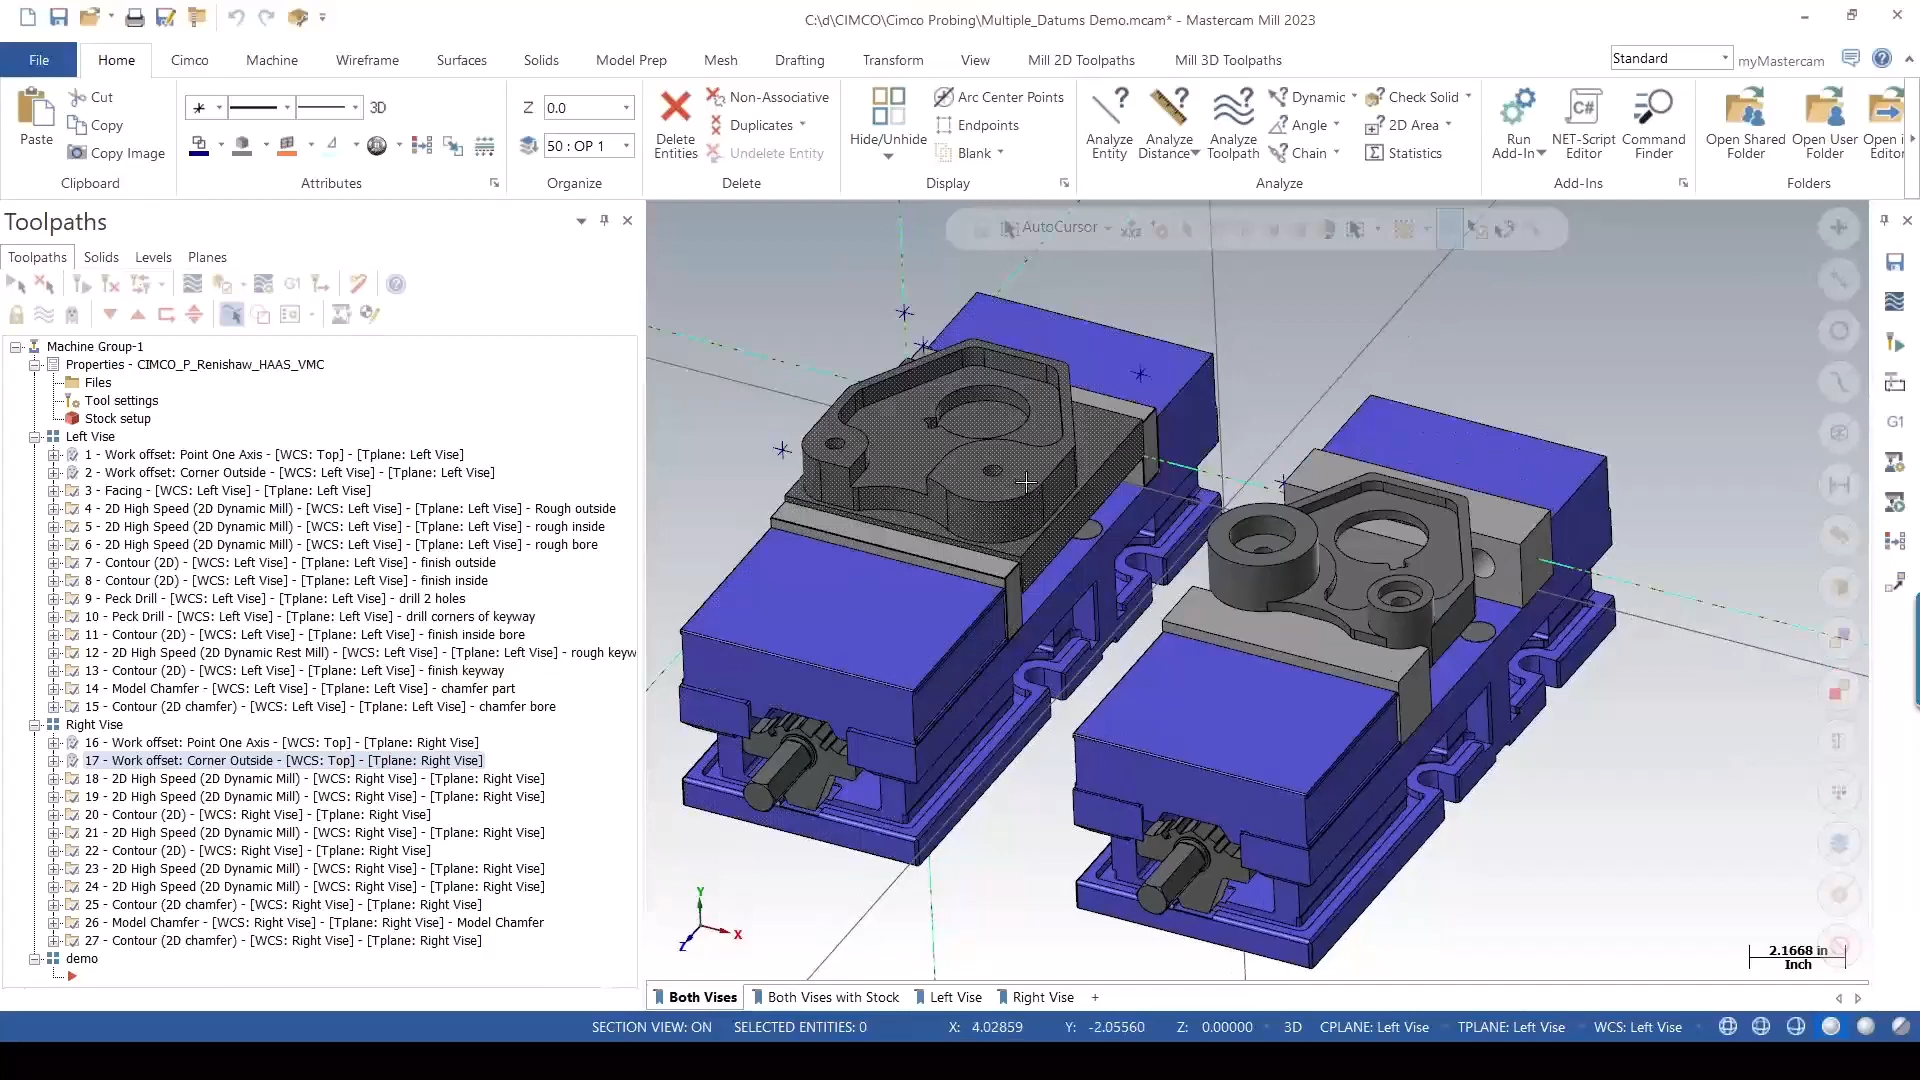 C:\d\CIMCO\Cimco Probing\Multiple_Datums Demo.mcam* - Mastercam Mill 2023
File Home Cimco Machine Wireframe Surfaces Solids Model Prep Mesh Drafting Transform View Mill 2D Toolpaths Mill 3D Toolpaths Standard myMastercam
Paste
Cut
Copy
Copy Image
Clipboard
3D
Attributes
Z 0.0
50 : OP 1
Organize
Delete Entities
Non-Associative
Duplicates
Undelete Entity
Delete
Hide/Unhide
Arc Center Points
Endpoints
Blank
Display
Analyze Entity
Analyze Distance
Analyze Toolpath
Dynamic
Angle
Chain
Check Solid
2D Area
Statistics
Analyze
Run Add-In
C#
NET-Script Editor
Command Finder
Add-Ins
Open Shared Folder
Open User Folder
Folders
Toolpaths
Toolpaths Solids Levels Planes
G1
Machine Group-1
Properties - CIMCO_P_Renishaw_HAAS_VMC
Files
Tool settings
Stock setup
Left Vise
1 - Work offset: Point One Axis - [WCS: Top] - [Tplane: Left Vise]
2 - Work offset: Corner Outside - [WCS: Left Vise] - [Tplane: Left Vise]
3 - Facing - [WCS: Left Vise] - [Tplane: Left Vise]
4 - 2D High Speed (2D Dynamic Mill) - [WCS: Left Vise] - [Tplane: Left Vise] - Rough outside
5 - 2D High Speed (2D Dynamic Mill) - [WCS: Left Vise] - [Tplane: Left Vise] - rough inside
6 - 2D High Speed (2D Dynamic Mill) - [WCS: Left Vise] - [Tplane: Left Vise] - rough bore
7 - Contour (2D) - [WCS: Left Vise] - [Tplane: Left Vise] - finish outside
8 - Contour (2D) - [WCS: Left Vise] - [Tplane: Left Vise] - finish inside
9 - Peck Drill - [WCS: Left Vise] - [Tplane: Left Vise] - drill 2 holes
10 - Peck Drill - [WCS: Left Vise] - [Tplane: Left Vise] - drill corners of keyway
11 - Contour (2D) - [WCS: Left Vise] - [Tplane: Left Vise] - finish inside bore
12 - 2D High Speed (2D Dynamic Rest Mill) - [WCS: Left Vise] - [Tplane: Left Vise] - rough keyw
13 - Contour (2D) - [WCS: Left Vise] - [Tplane: Left Vise] - finish keyway
14 - Model Chamfer - [WCS: Left Vise] - [Tplane: Left Vise] - chamfer part
15 - Contour (2D chamfer) - [WCS: Left Vise] - [Tplane: Left Vise] - chamfer bore
Right Vise
16 - Work offset: Point One Axis - [WCS: Top] - [Tplane: Right Vise]
17 - Work offset: Corner Outside - [WCS: Top] - [Tplane: Right Vise]
18 - 2D High Speed (2D Dynamic Mill) - [WCS: Right Vise] - [Tplane: Right Vise]
19 - 2D High Speed (2D Dynamic Mill) - [WCS: Right Vise] - [Tplane: Right Vise]
20 - Contour (2D) - [WCS: Right Vise] - [Tplane: Right Vise]
21 - 2D High Speed (2D Dynamic Mill) - [WCS: Right Vise] - [Tplane: Right Vise]
22 - Contour (2D) - [WCS: Right Vise] - [Tplane: Right Vise]
23 - 2D High Speed (2D Dynamic Mill) - [WCS: Right Vise] - [Tplane: Right Vise]
24 - 2D High Speed (2D Dynamic Mill) - [WCS: Right Vise] - [Tplane: Right Vise]
25 - Contour (2D chamfer) - [WCS: Right Vise] - [Tplane: Right Vise]
26 - Model Chamfer - [WCS: Right Vise] - [Tplane: Right Vise] - Model Chamfer
27 - Contour (2D chamfer) - [WCS: Right Vise] - [Tplane: Right Vise]
demo
AutoCursor
G1
Y
X
Z
2.1668 in
Inch
Both Vises Both Vises with Stock Left Vise Right Vise +
SECTION VIEW: ON SELECTED ENTITIES: 0 X: 4.02859 Y: -2.05560 Z: 0.00000 3D CPLANE: Left Vise TPLANE: Left Vise WCS: Left Vise